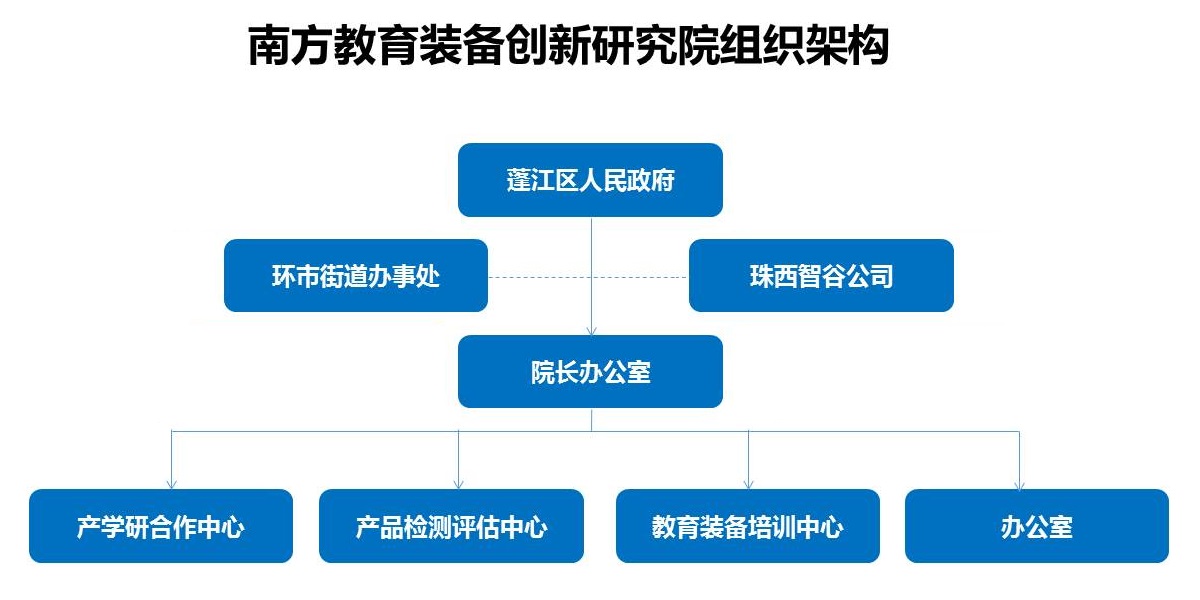 南方教育装备创新研究院组织架构
蓬江区人民政府
环市街道办事处
珠西智谷公司
院长办公室
产学研合作中心
产品检测评估中心
教育装备培训中心
办公室